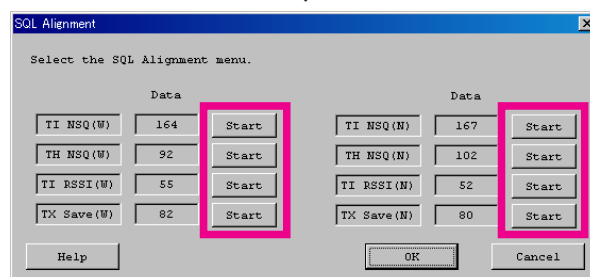 SQL Alignment
Select the SQL Alignment menu.
Data Data
TI NSQ(W) 164 Start TI NSQ(N) 167 Start
TH NSQ(W) 92 Start TH NSQ(N) 102 Start
TI RSSI(W) 55 Start TI RSSI(N) 52 Start
TX Save(W) 82 Start TX Save(N) 80 Start
Help OK Cancel